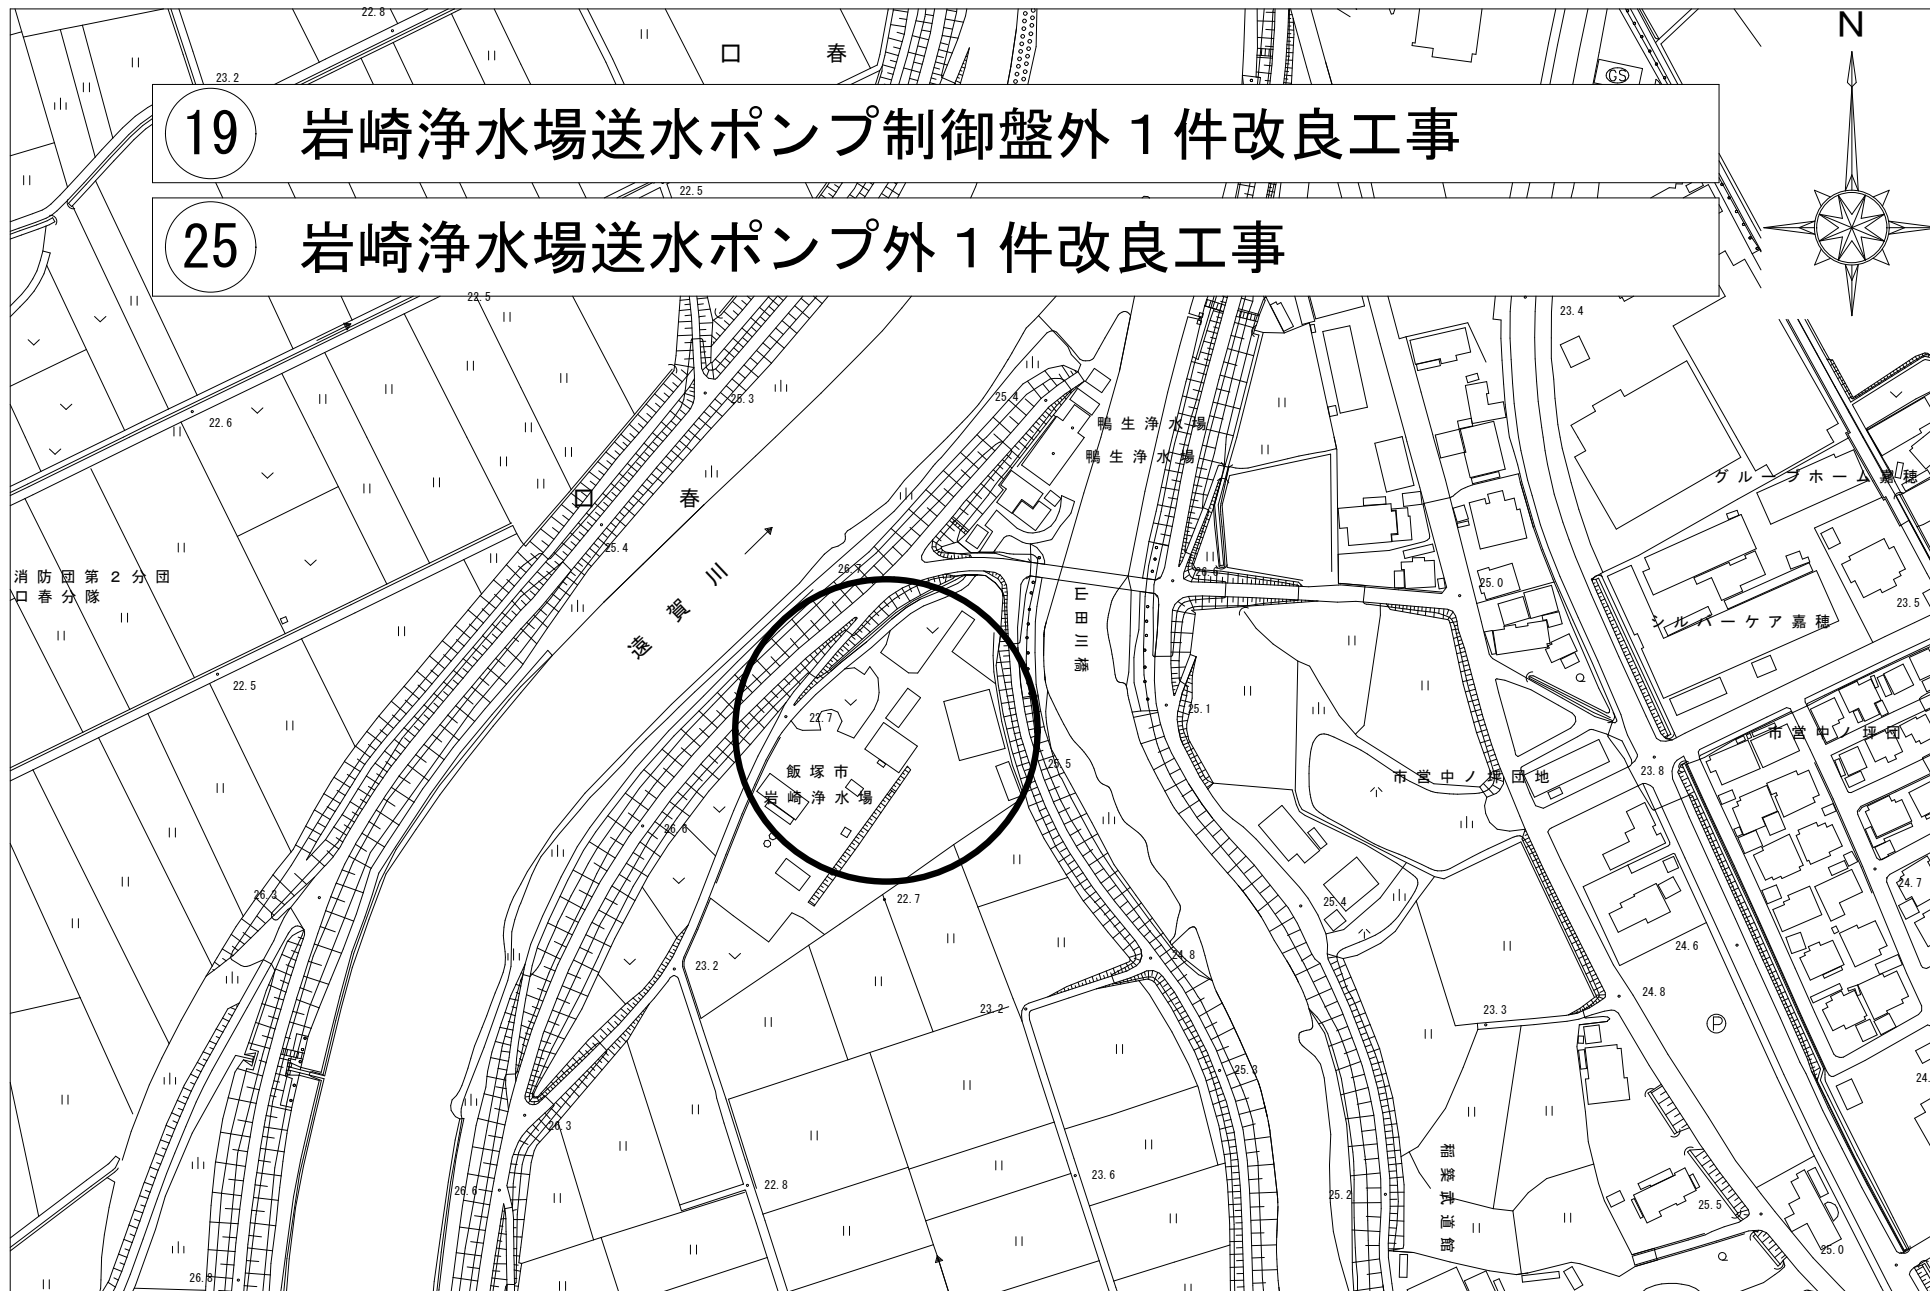 22.8
口春
N
GS
23.2
19 岩崎浄水場送水ポンプ制御盤外1件改良工事
22.5
25 岩崎浄水場送水ポンプ外1件改良工事
22.5
23.4
25.3
25.4
22.6
鴨生浄水場
鴨生浄水場
グループホーム嘉穂
口春
25.4
消防団第2分団
口春分隊
26.7
26.6
25.0
遠賀川
山田川橋
23.5
シルバーケア嘉穂
22.5
22.7
25.1
市営中ノ坪団
飯塚市
岩崎浄水場
25.5
市営中ノ坪団地
23.8
26.6
26.3
22.7
25.4
24.7
23.2
24.8
24.6
24.8
23.2
23.3
P
25.3
24.
26.3
稲築武道館
26.6
22.8
23.6
25.2
25.5
25.0
26.8